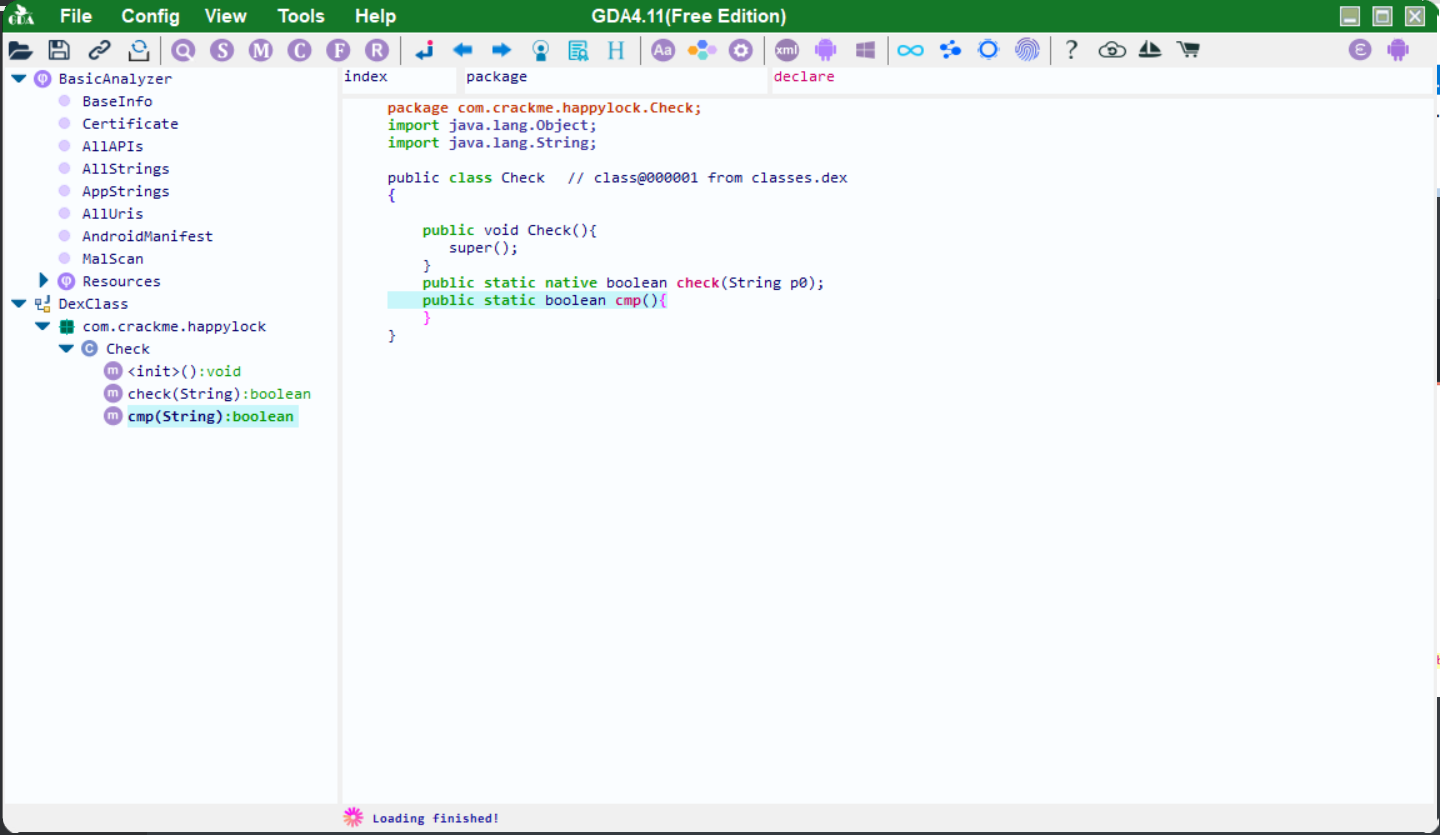 GDA File Config View Tools Help GDA4.11(Free Edition)
Q S M C F R H Aa xml ? ε
BasicAnalyzer
BaseInfo
Certificate
AllAPIs
AllStrings
AppStrings
AllUris
AndroidManifest
MalScan
Resources
DexClass
com.crackme.happylock
C Check
m <init>():void
m check(String):boolean
m cmp(String):boolean
index package declare
package com.crackme.happylock.Check;
import java.lang.Object;
import java.lang.String;
public class Check // class@000001 from classes.dex
{
public void Check(){
super();
}
public static native boolean check(String p0);
public static boolean cmp(){
}
}
Loading finished!